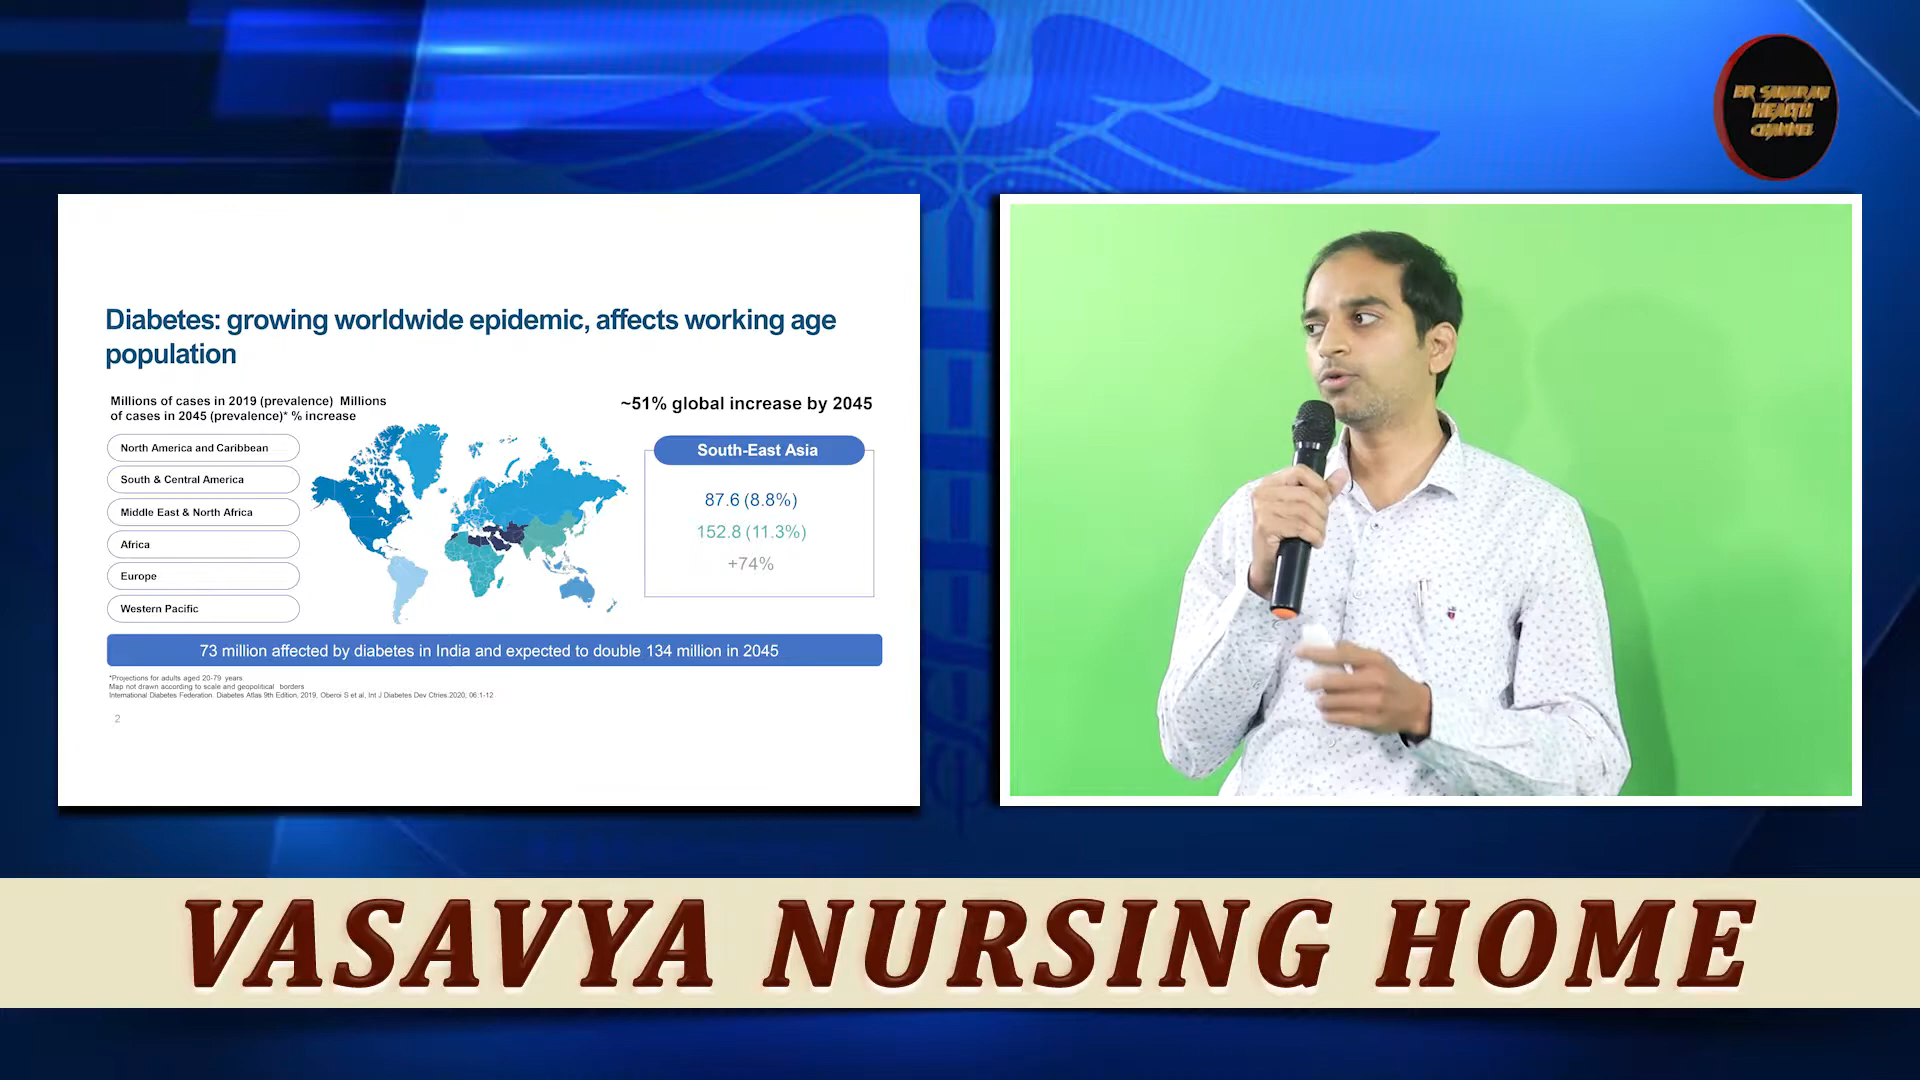 HEALTH
CHANNEL
Diabetes: growing worldwide epidemic, affects working age
population
Millions of cases in 2019 (prevalence) Millions
of cases in 2045 (prevalence)* % increase
~51% global increase by 2045
North America and Caribbean
South & Central America
Middle East & North Africa
Africa
Europe
Western Pacific
South-East Asia
87.6 (8.8%)
152.8 (11.3%)
+74%
73 million affected by diabetes in India and expected to double 134 million in 2045
*Projections for adults aged 20-79 years
Map not drawn according to scale and geopolitical borders
International Diabetes Federation. Diabetes Atlas 9th Edition, 2019, Oberoi S et al, Int J Diabetes Dev Ctries.2020, 06:1-12
2
VASAVYA NURSING HOME